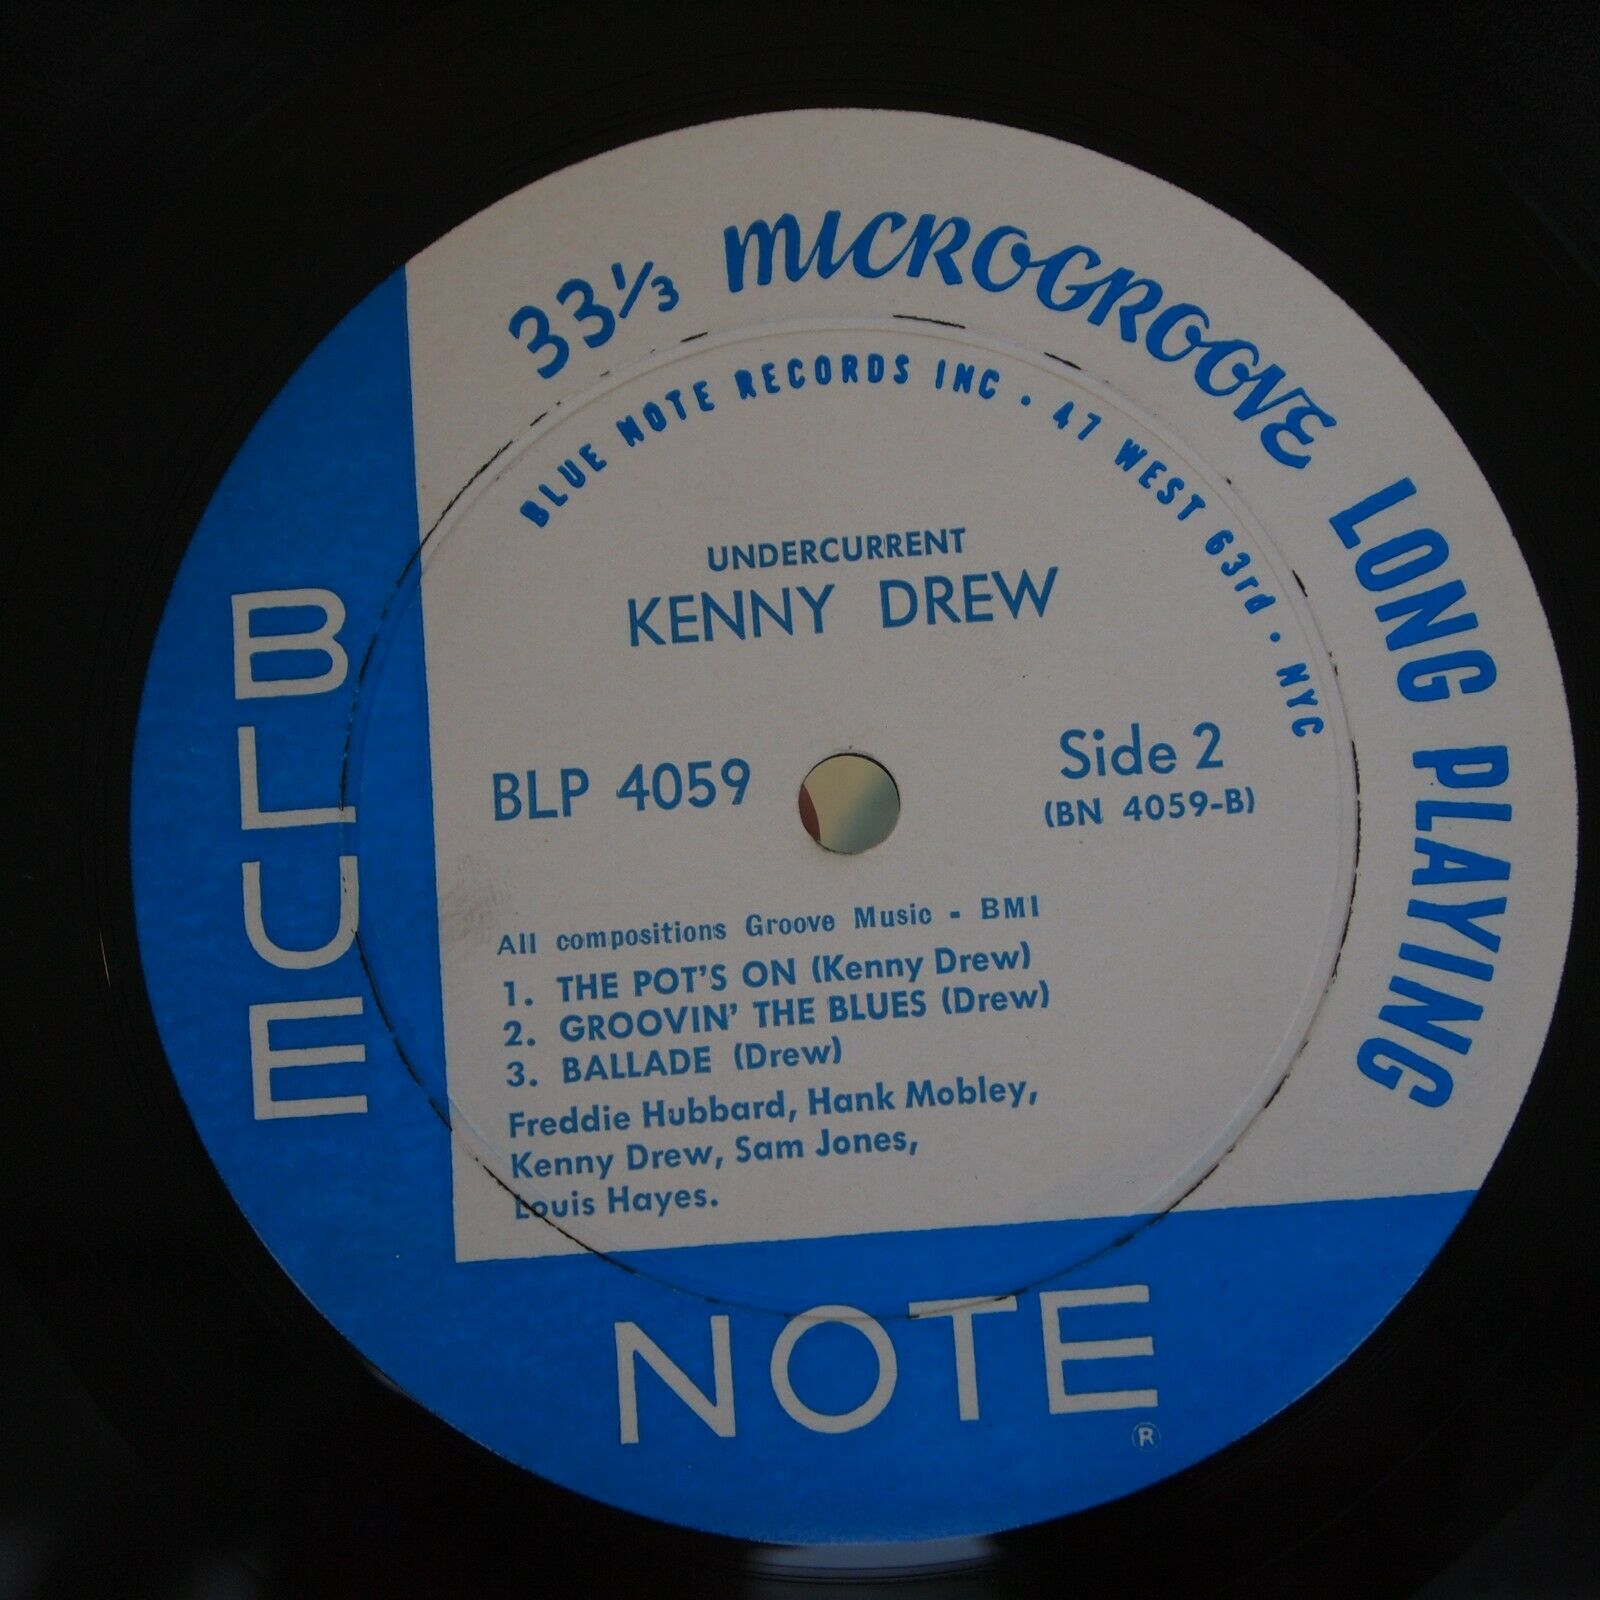 33⅓ MICROGROOVE LONG PLAYING
BLUE NOTE RECORDS INC · 47 WEST 63rd · NYC
UNDERCURRENT
KENNY DREW
BLP 4059
Side 2
(BN 4059-B)
All compositions Groove Music - BMI
1. THE POT'S ON (Kenny Drew)
2. GROOVIN' THE BLUES (Drew)
3. BALLADE (Drew)
Freddie Hubbard, Hank Mobley,
Kenny Drew, Sam Jones,
Louis Hayes.
BLUE
NOTE ®